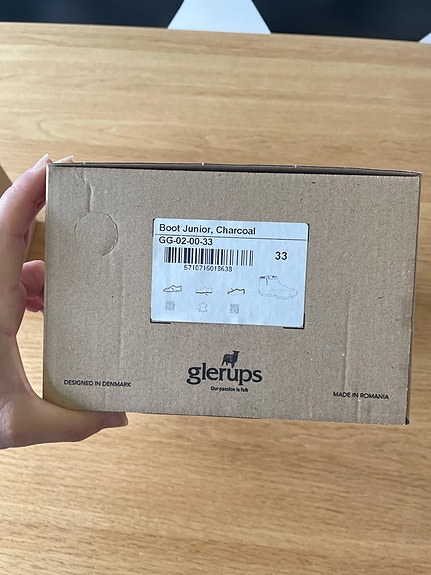 Boot Junior, Charcoal
GG-02-00-33
33
5710716018638
glerups
Our passion is felt
DESIGNED IN DENMARK
MADE IN ROMANIA